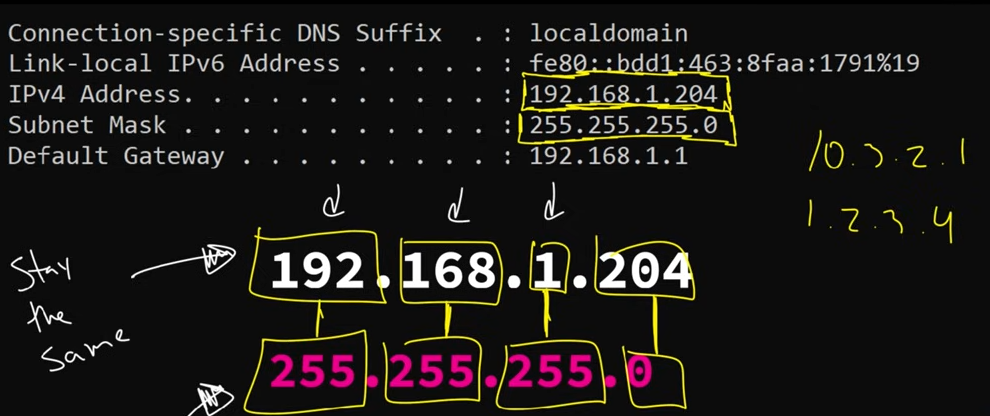 Connection-specific DNS Suffix . : localdomain
Link-local IPv6 Address . . . . . : fe80::bdd1:463:8faa:1791%19
IPv4 Address. . . . . . . . . . . : 192.168.1.204
Subnet Mask . . . . . . . . . . . : 255.255.255.0
Default Gateway . . . . . . . . . : 192.168.1.1
10.3.2.1
1.2.3.4
192.168.1.204
Stay
the
same
255.255.255.0